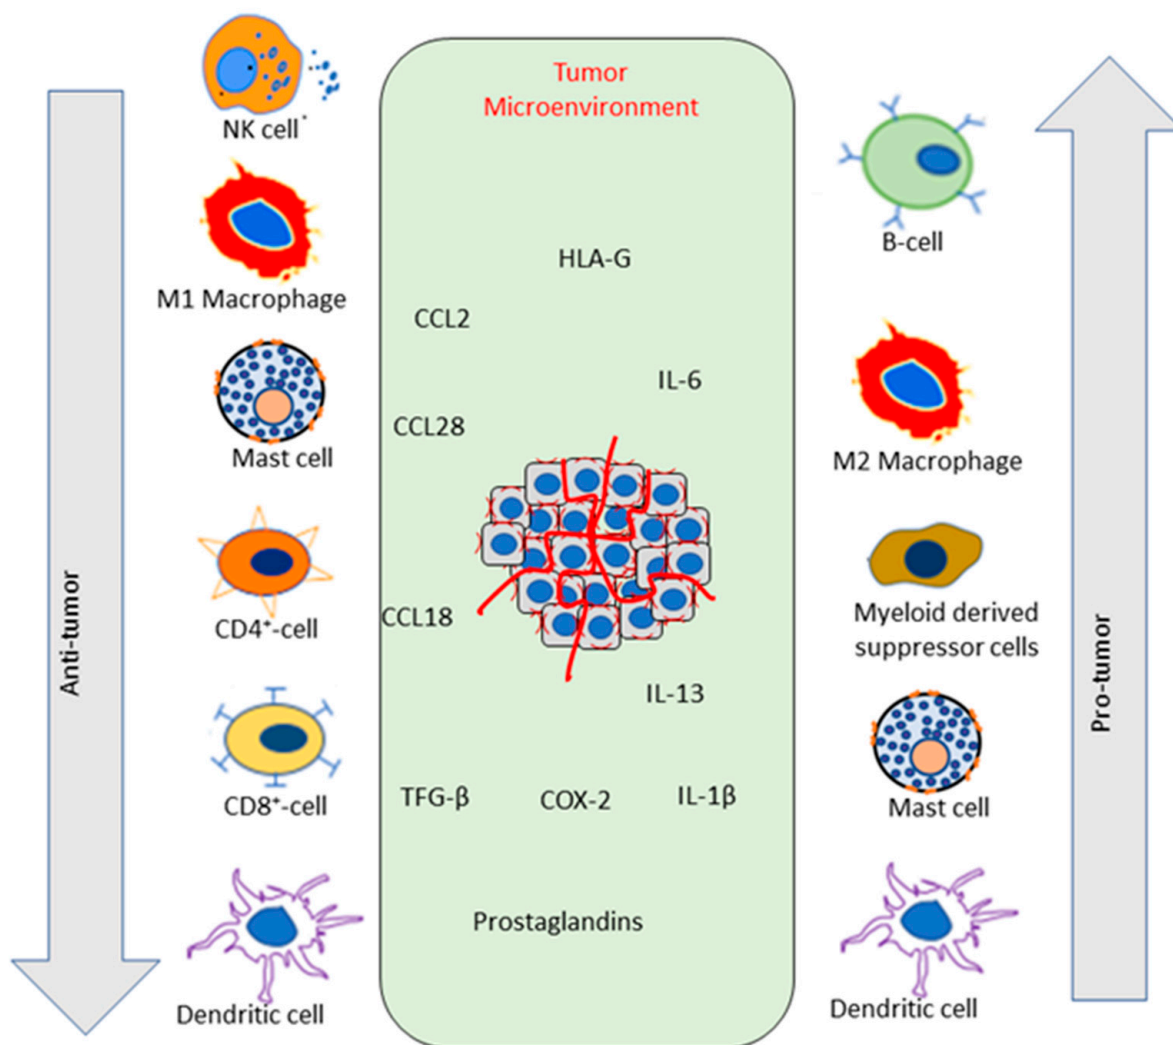 NK cell
M1 Macrophage
Mast cell
CD4⁺-cell
CD8⁺-cell
Dendritic cell
Anti-tumor
Tumor
Microenvironment
HLA-G
CCL2
IL-6
CCL28
CCL18
IL-13
TFG-β
COX-2
IL-1β
Prostaglandins
B-cell
M2 Macrophage
Myeloid derived
suppressor cells
Mast cell
Dendritic cell
Pro-tumor